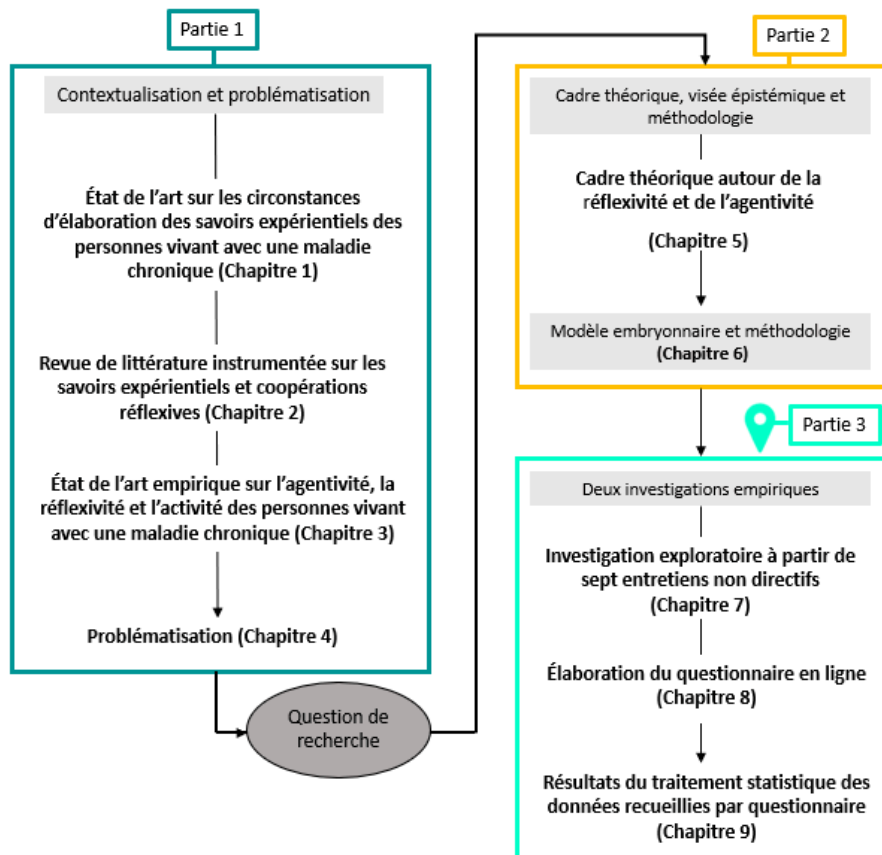 Partie 1
Contextualisation et problématisation
État de l’art sur les circonstances
d’élaboration des savoirs expérientiels des
personnes vivant avec une maladie
chronique (Chapitre 1)
Revue de littérature instrumentée sur les
savoirs expérientiels et coopérations
réflexives (Chapitre 2)
État de l’art empirique sur l’agentivité, la
réflexivité et l’activité des personnes vivant
avec une maladie chronique (Chapitre 3)
Problématisation (Chapitre 4)
Question de
recherche
Partie 2
Cadre théorique, visée épistémique et
méthodologie
Cadre théorique autour de la
réflexivité et de l’agentivité
(Chapitre 5)
Modèle embryonnaire et méthodologie
(Chapitre 6)
Partie 3
Deux investigations empiriques
Investigation exploratoire à partir de
sept entretiens non directifs
(Chapitre 7)
Élaboration du questionnaire en ligne
(Chapitre 8)
Résultats du traitement statistique des
données recueillies par questionnaire
(Chapitre 9)